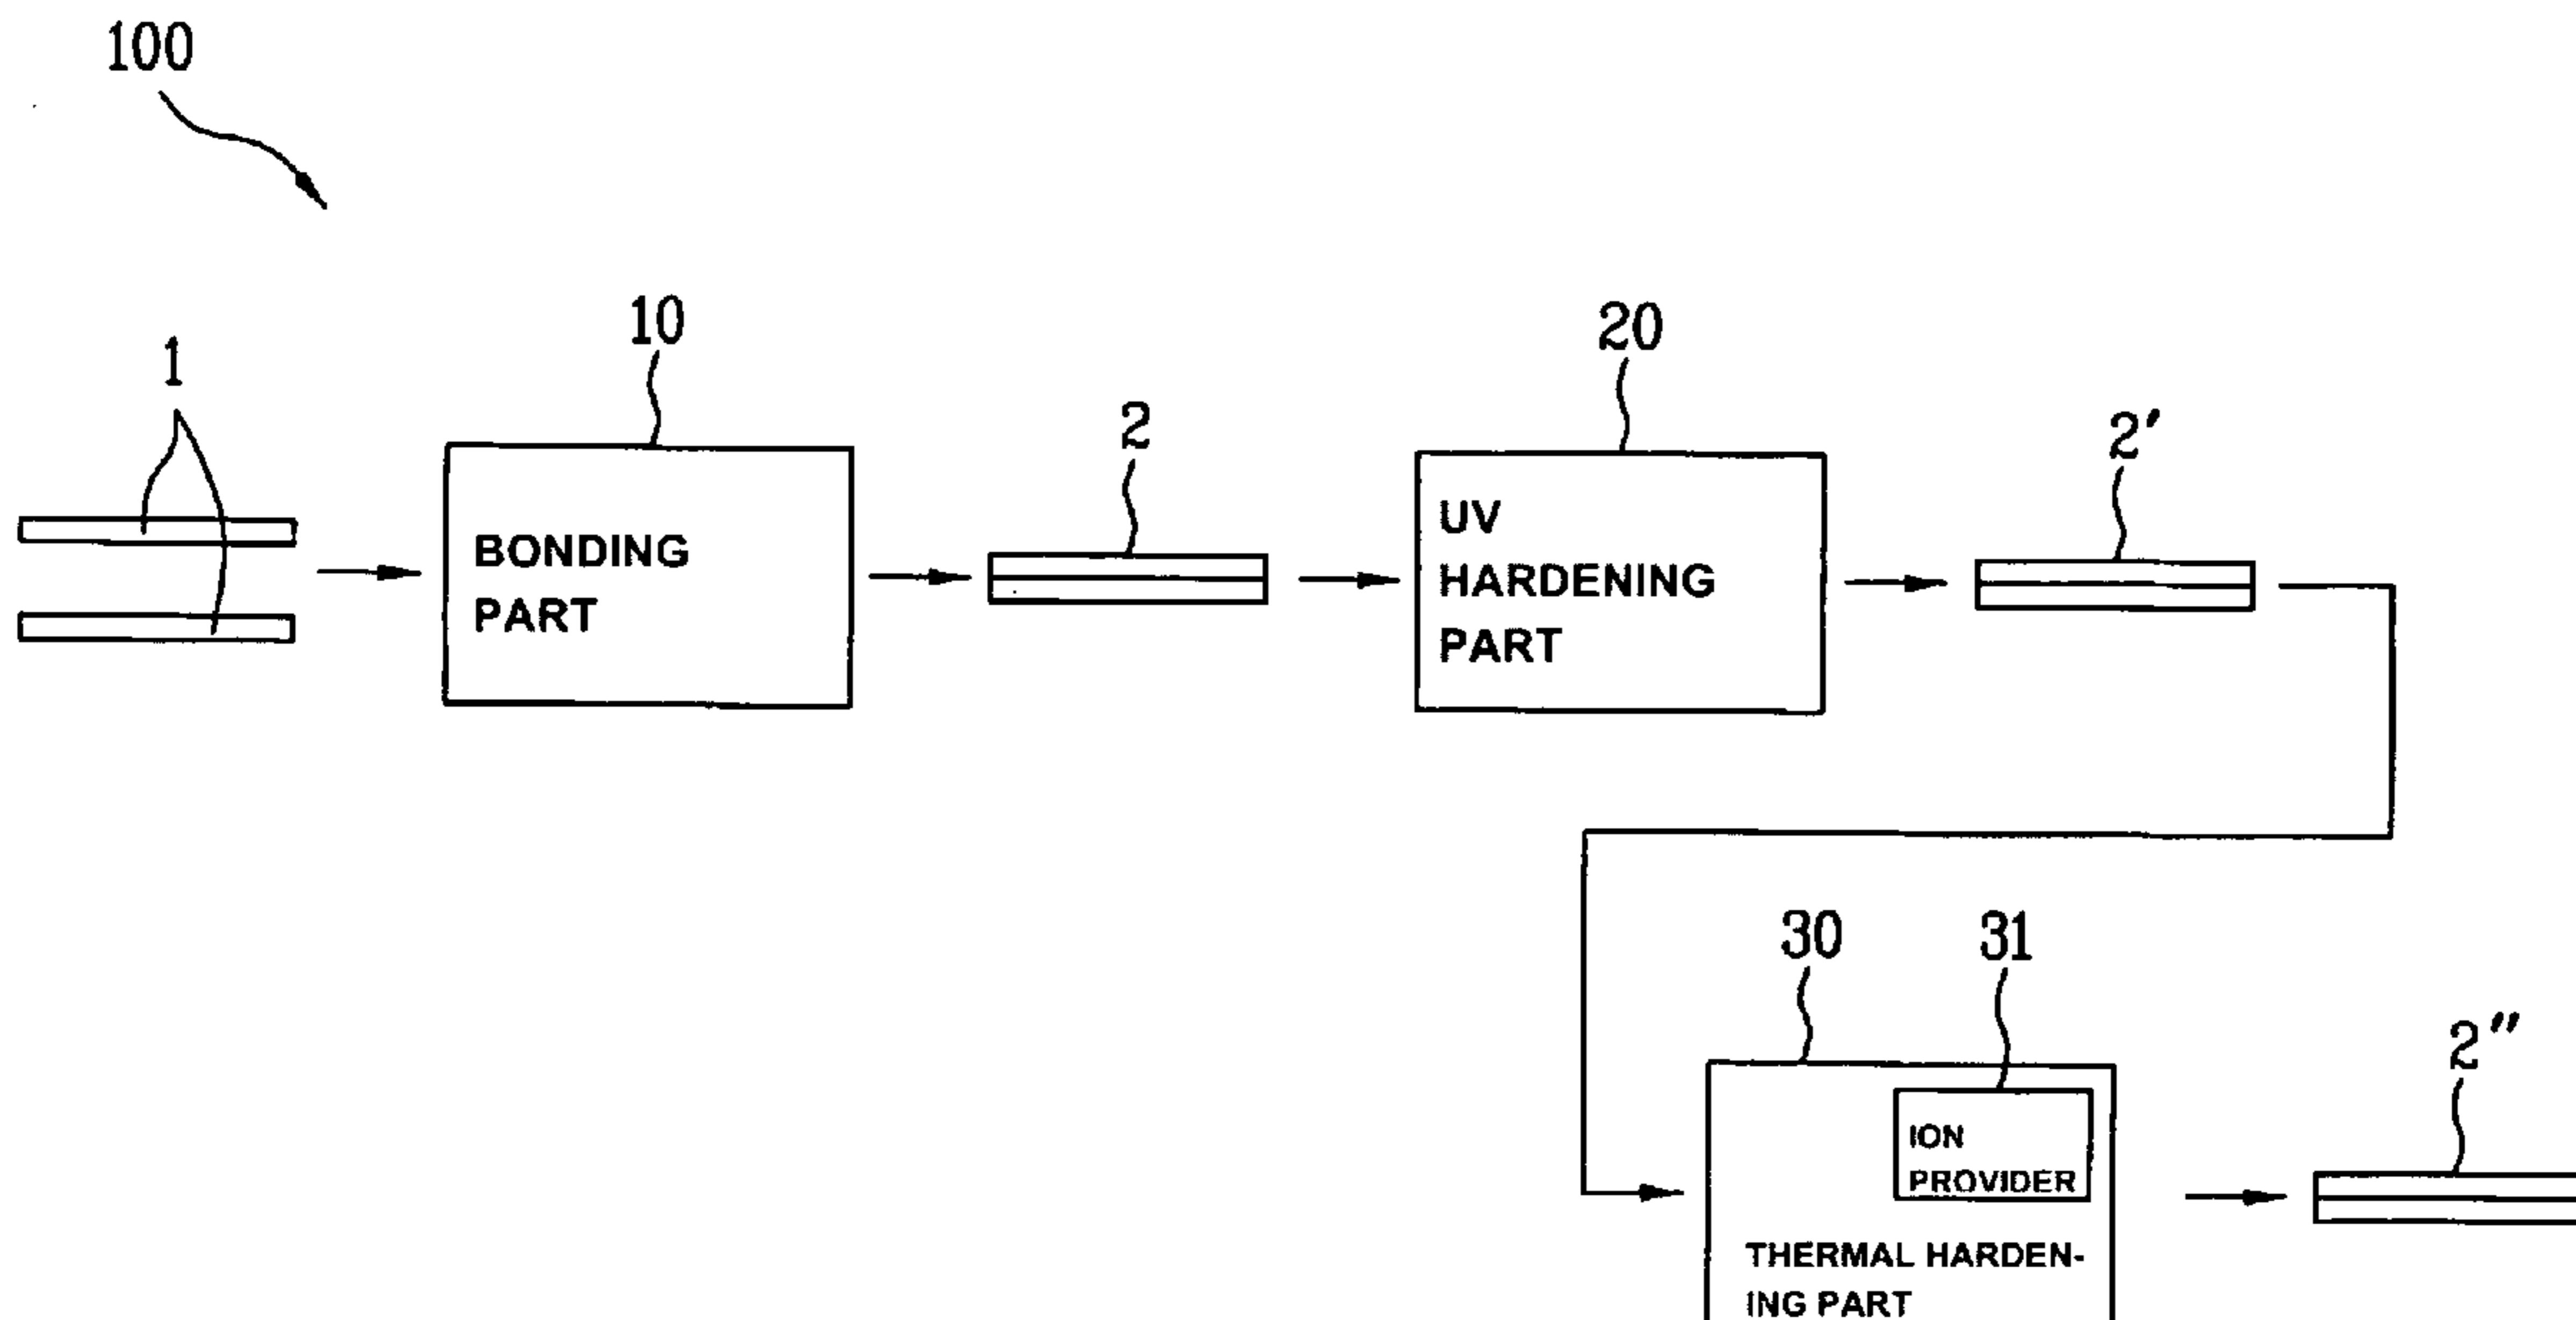 100
1
10
2
20
2'
BONDING
PART
UV
HARDENING
PART
30
31
2"
ION
PROVIDER
THERMAL HARDEN-
ING PART